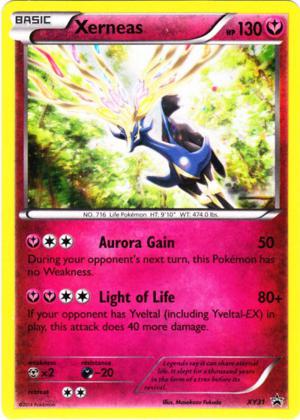 BASIC
Xerneas HP 130
NO. 716 Life Pokémon HT: 9'10" WT: 474.0 lbs.
Aurora Gain 50
During your opponent's next turn, this Pokémon has
no Weakness.
Light of Life 80+
If your opponent has Yveltal (including Yveltal-EX) in
play, this attack does 40 more damage.
weakness resistance
×2 -20
retreat
Legends say it can share eternal
life. It slept for a thousand years
in the form of a tree before its
revival.
©2014 Pokémon
Illus. Masakazu Fukuda
XY31